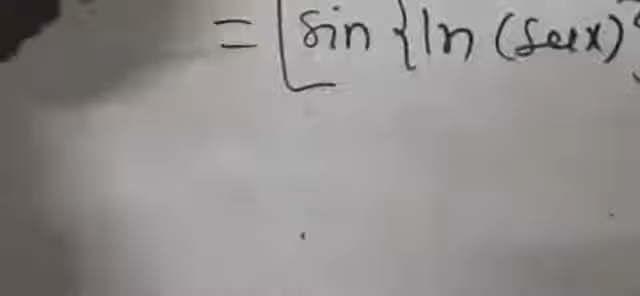 = [sin {ln (secx)}